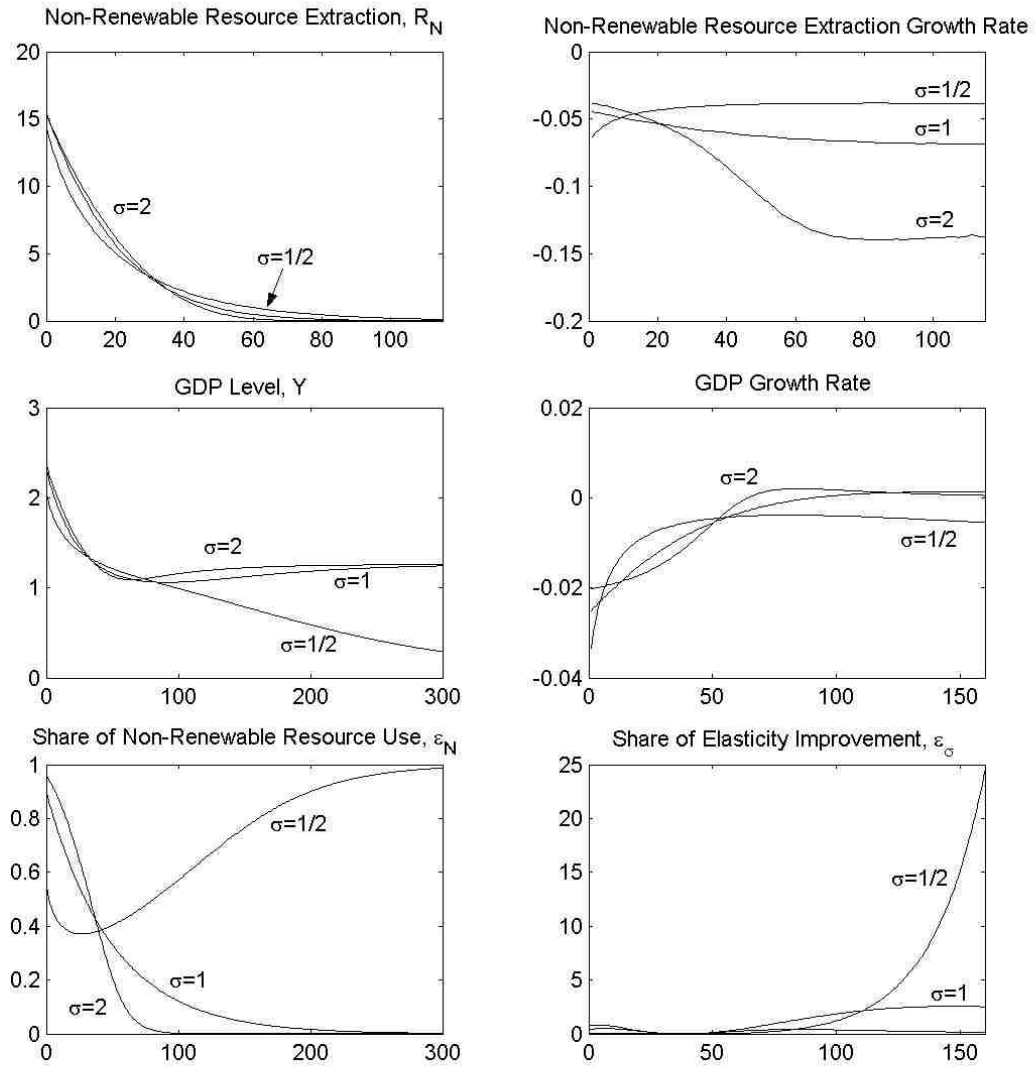 Non-Renewable Resource Extraction, R_N
20
15
10
5
0
0 20 40 60 80 100
σ=2
σ=1/2
Non-Renewable Resource Extraction Growth Rate
0
-0.05
-0.1
-0.15
-0.2
0 20 40 60 80 100
σ=1/2
σ=1
σ=2
GDP Level, Y
3
2
1
0
0 100 200 300
σ=2
σ=1
σ=1/2
GDP Growth Rate
0.02
0
-0.02
-0.04
0 50 100 150
σ=2
σ=1/2
Share of Non-Renewable Resource Use, ε_N
1
0.8
0.6
0.4
0.2
0
0 100 200 300
σ=1/2
σ=1
σ=2
Share of Elasticity Improvement, ε_σ
25
20
15
10
5
0
0 50 100 150
σ=1/2
σ=1